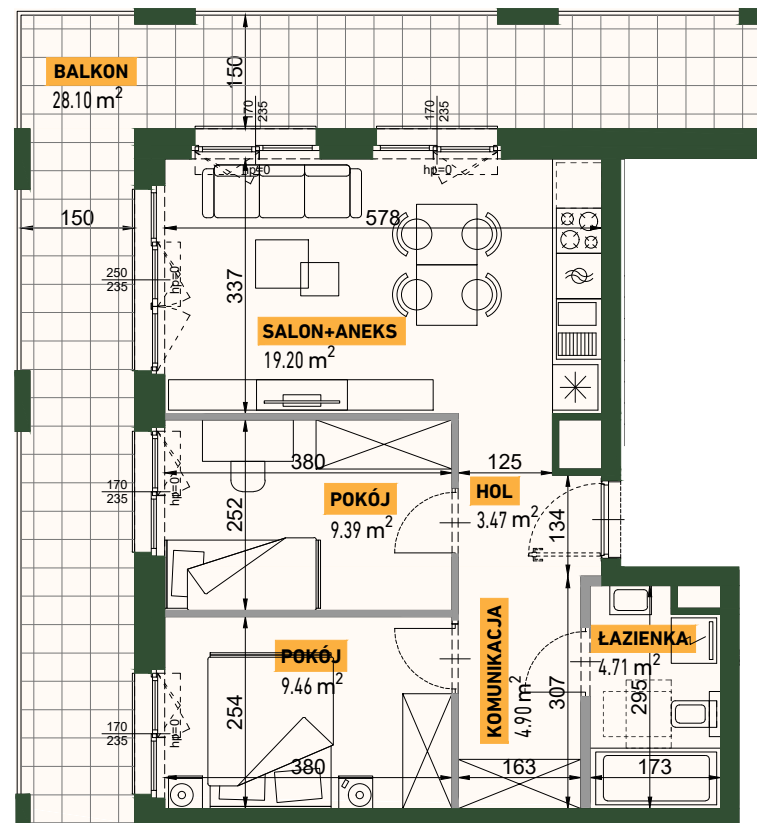 BALKON
28.10 m²
150
170
235
hp=0
170
235
hp=0
150
578
250
235
hp=0
337
SALON+ANEKS
19.20 m²
380
125
170
235
hp=0
252
POKÓJ
9.39 m²
HOL
3.47 m²
134
POKÓJ
9.46 m²
254
KOMUNIKACJA
4.90 m²
307
ŁAZIENKA
4.71 m²
295
170
235
hp=0
380
163
173